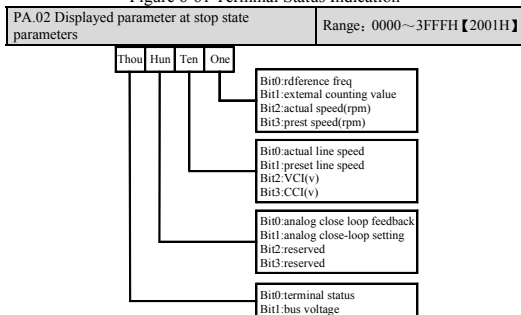 Figure 6-61 Terminal Status Indication
PA.02 Displayed parameter at stop state
parameters
Range：0000～3FFFH【2001H】
Thou Hun Ten One
Bit0:rdference freq
Bit1:extemal counting value
Bit2:actual speed(rpm)
Bit3:prest speed(rpm)
Bit0:actual line speed
Bit1:preset line speed
Bit2:VCI(v)
Bit3:CCI(v)
Bit0:analog close loop feedback
Bit1:analog close-loop setting
Bit2:reserved
Bit3:reserved
Bit0:terminal status
Bit1:bus voltage